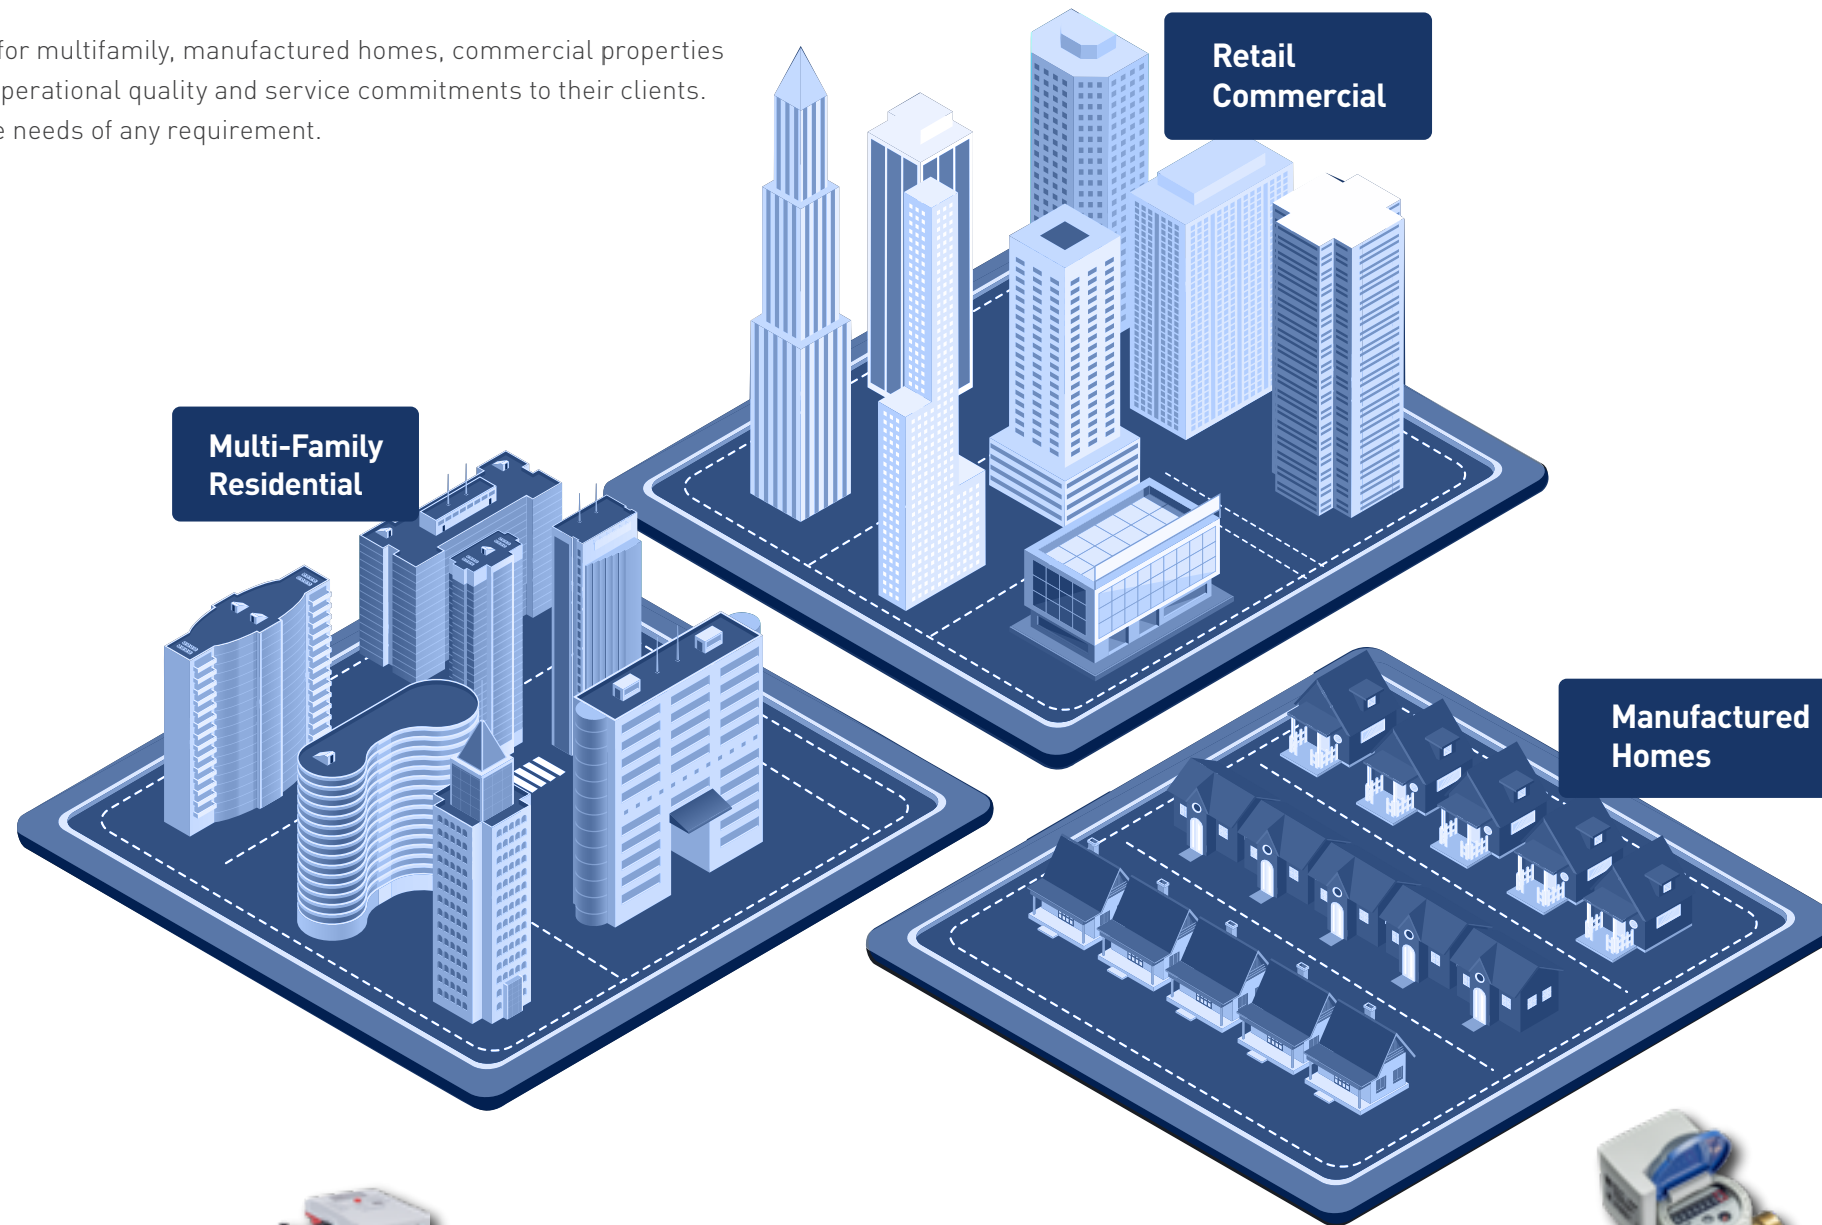 for multifamily, manufactured homes, commercial properties
perational quality and service commitments to their clients.
e needs of any requirement.
Retail
Commercial
Multi-Family
Residential
Manufactured
Homes